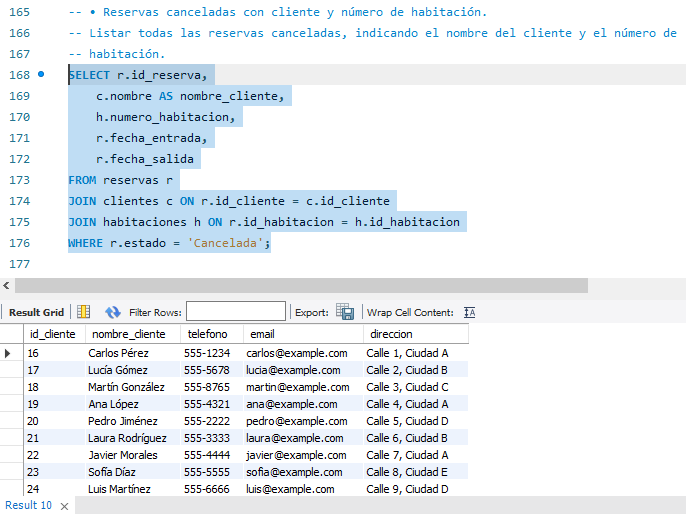 165 -- • Reservas canceladas con cliente y número de habitación.
166 -- Listar todas las reservas canceladas, indicando el nombre del cliente y el número de
167 -- habitación.
168 SELECT r.id_reserva,
169 c.nombre AS nombre_cliente,
170 h.numero_habitacion,
171 r.fecha_entrada,
172 r.fecha_salida
173 FROM reservas r
174 JOIN clientes c ON r.id_cliente = c.id_cliente
175 JOIN habitaciones h ON r.id_habitacion = h.id_habitacion
176 WHERE r.estado = 'Cancelada';
177
Result Grid Filter Rows: Export: Wrap Cell Content:
id_cliente nombre_cliente telefono email direccion
16 Carlos Pérez 555-1234 carlos@example.com Calle 1, Ciudad A
17 Lucía Gómez 555-5678 lucia@example.com Calle 2, Ciudad B
18 Martín González 555-8765 martin@example.com Calle 3, Ciudad C
19 Ana López 555-4321 ana@example.com Calle 4, Ciudad A
20 Pedro Jiménez 555-2222 pedro@example.com Calle 5, Ciudad D
21 Laura Rodríguez 555-3333 laura@example.com Calle 6, Ciudad B
22 Javier Morales 555-4444 javier@example.com Calle 7, Ciudad A
23 Sofía Díaz 555-5555 sofia@example.com Calle 8, Ciudad E
24 Luis Martínez 555-6666 luis@example.com Calle 9, Ciudad D
Result 10